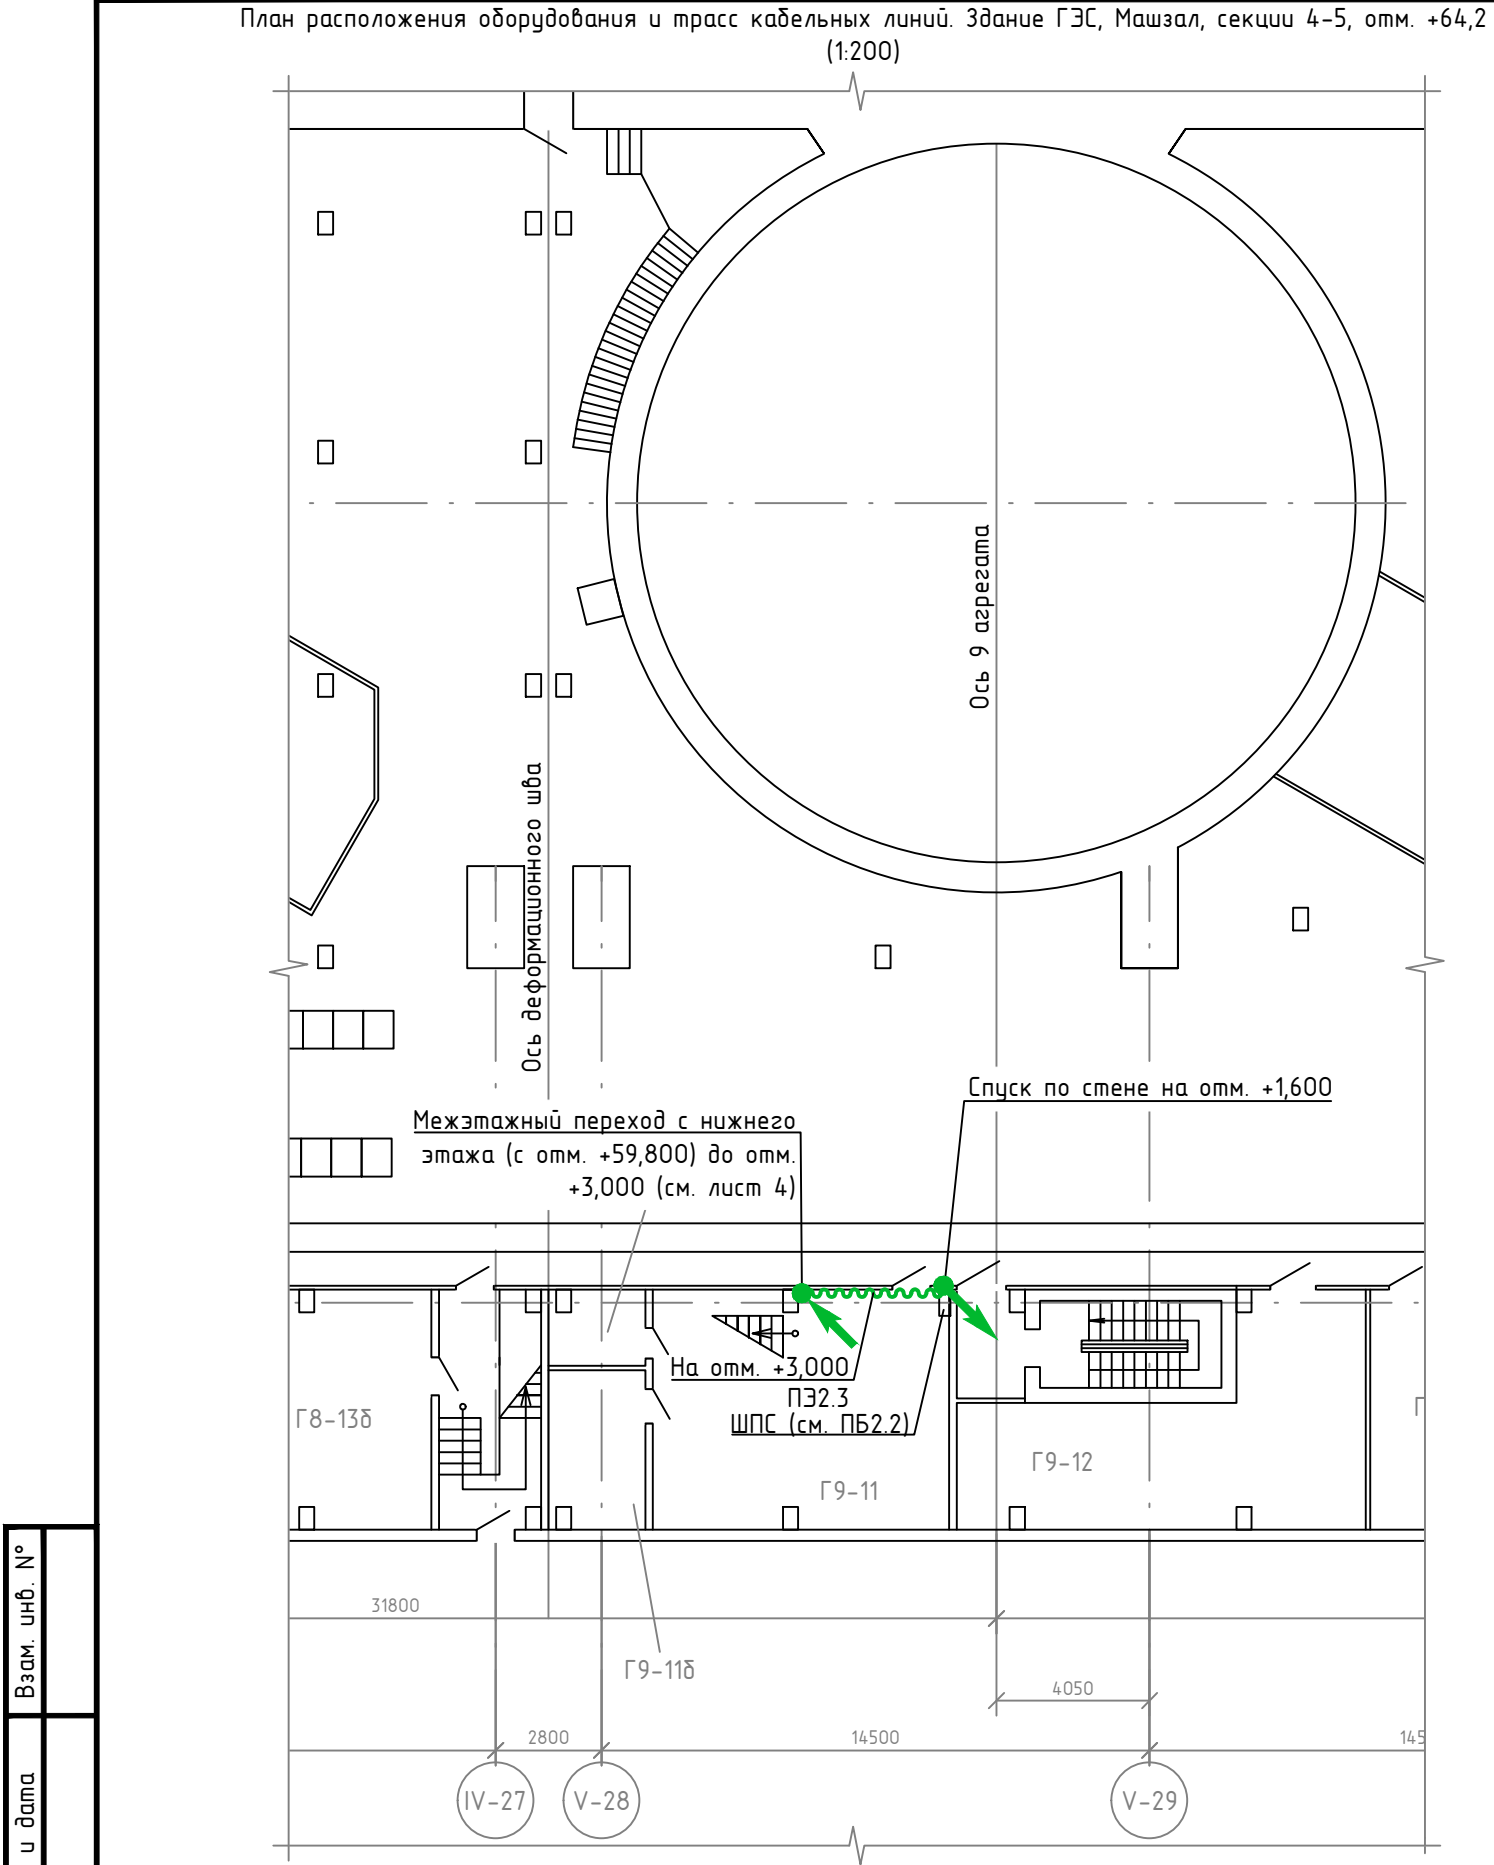 План расположения оборудования и трасс кабельных линий. Здание ГЭС, Машзал, секции 4-5, отм. +64,2
(1:200)
Ось 9 агрегата
Ось деформационного шва
Спуск по стене на отм. +1,600
Межэтажный переход с нижнего
этажа (с отм. +59,800) до отм.
+3,000 (см. лист 4)
На отм. +3,000
ПЭ2.3
ШПС (см. ПБ2.2)
Г8-13б
Г9-12
Г9-11
Взам. инв. N°
31800
Г9-11б
4050
2800
14500
145
и дата
IV-27
V-28
V-29